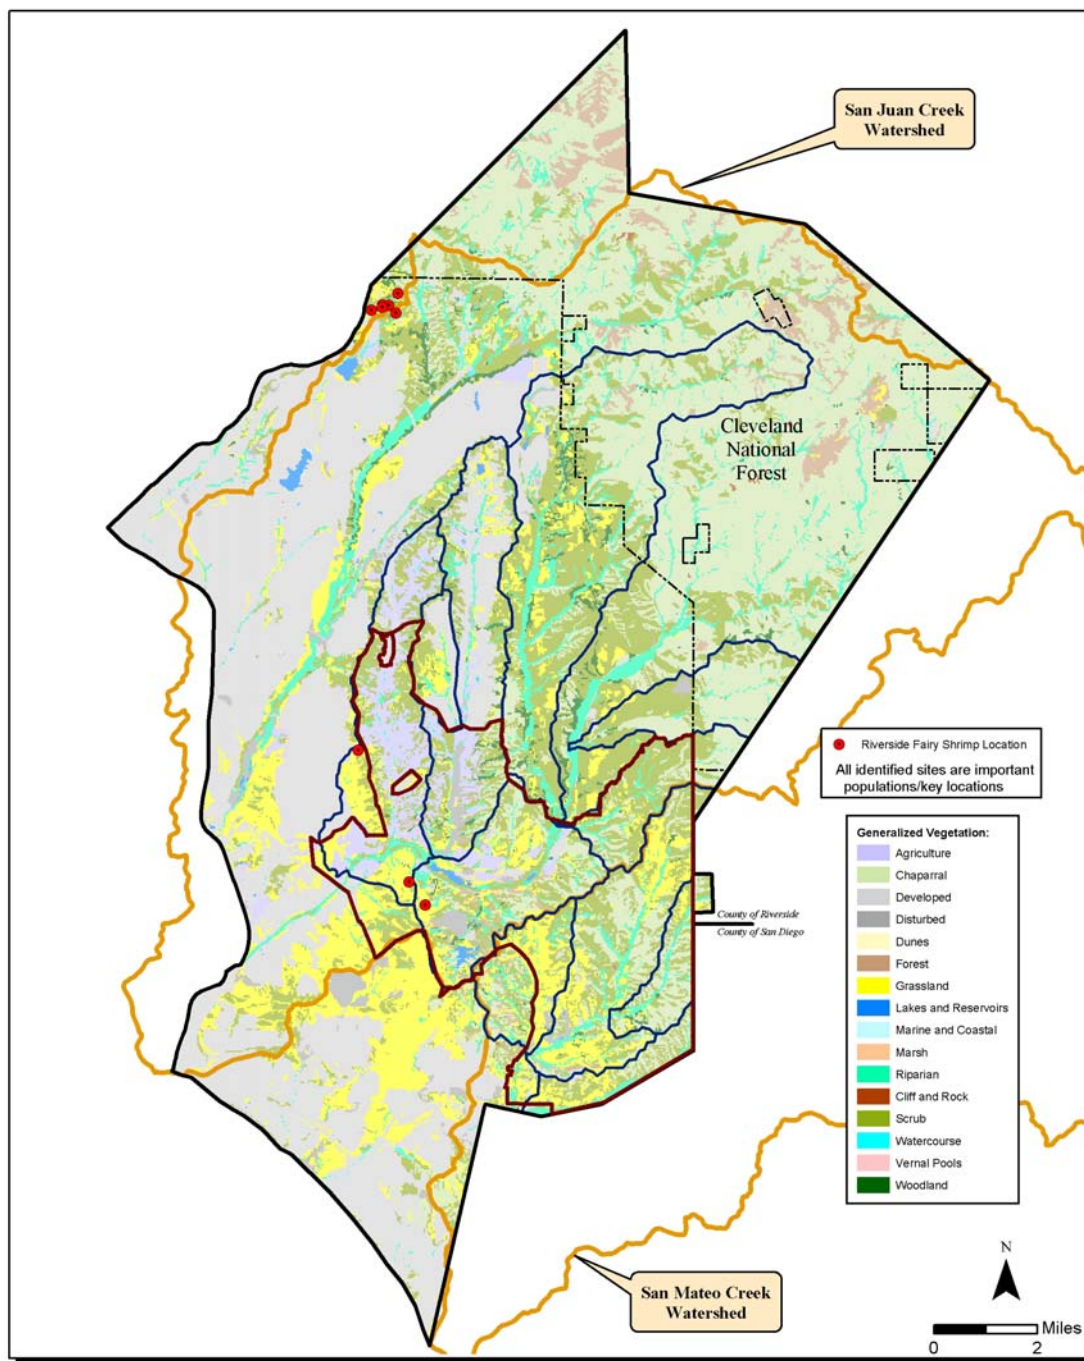 San Juan Creek
Watershed
Cleveland
National
Forest
Riverside Fairy Shrimp Location
All identified sites are important
populations/key locations
Generalized Vegetation:
Agriculture
Chaparral
Developed
Disturbed
Dunes
Forest
Grassland
Lakes and Reservoirs
Marine and Coastal
Marsh
Riparian
Cliff and Rock
Scrub
Watercourse
Vernal Pools
Woodland
County of Riverside
County of San Diego
San Mateo Creek
Watershed
N
Miles
0 2